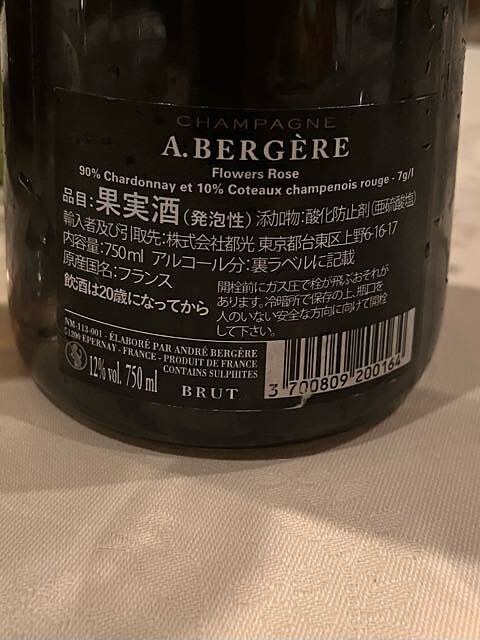 CHAMPAGNE
A.BERGÈRE
Flowers Rose
90% Chardonnay et 10% Coteaux champenois rouge - 7g/l
品目:果実酒(発泡性) 添加物:酸化防止剤(亜硫酸塩)
輸入者及び引取先:株式会社都光 東京都台東区上野6-16-17
内容量:750ml アルコール分:裏ラベルに記載
原産国名:フランス
飲酒は20歳になってから
開栓前にガス圧で栓が飛ぶおそれが
あります。冷暗所で保存の上、瓶口を
人のいない安全な方向に向けて開栓
して下さい。
NM-113-001 - ÉLABORÉ PAR ANDRÉ BERGÈRE
51200 EPERNAY - FRANCE - PRODUIT DE FRANCE
CONTAINS SULPHITES
12% vol. 750 ml
BRUT
3 700809 200164